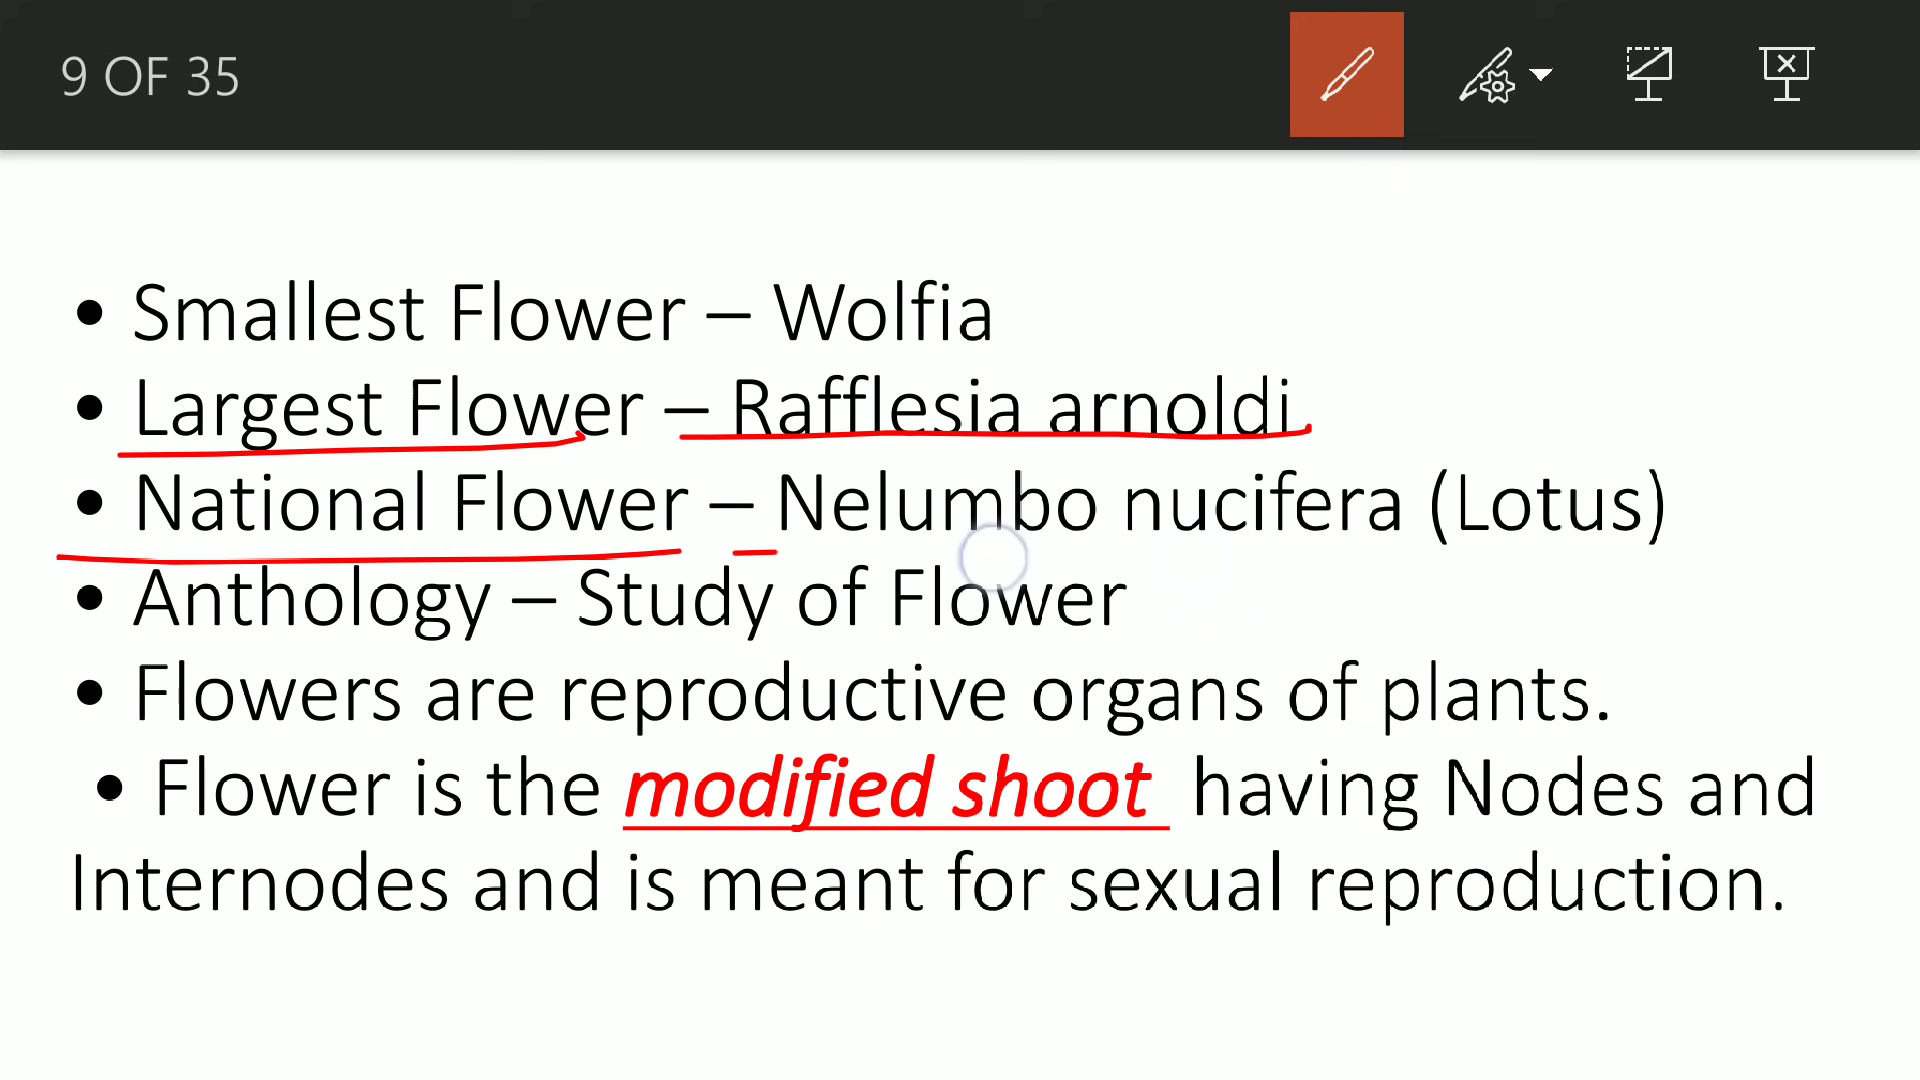 9 OF 35
• Smallest Flower – Wolfia
• Largest Flower – Rafflesia arnoldi
• National Flower – Nelumbo nucifera (Lotus)
• Anthology – Study of Flower
• Flowers are reproductive organs of plants.
• Flower is the modified shoot having Nodes and
Internodes and is meant for sexual reproduction.